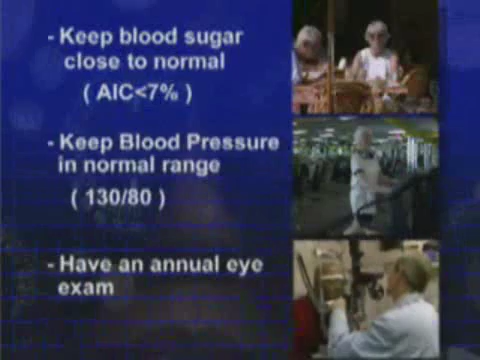 - Keep blood sugar
close to normal
( AIC<7% )
- Keep Blood Pressure
in normal range
( 130/80 )
- Have an annual eye
exam